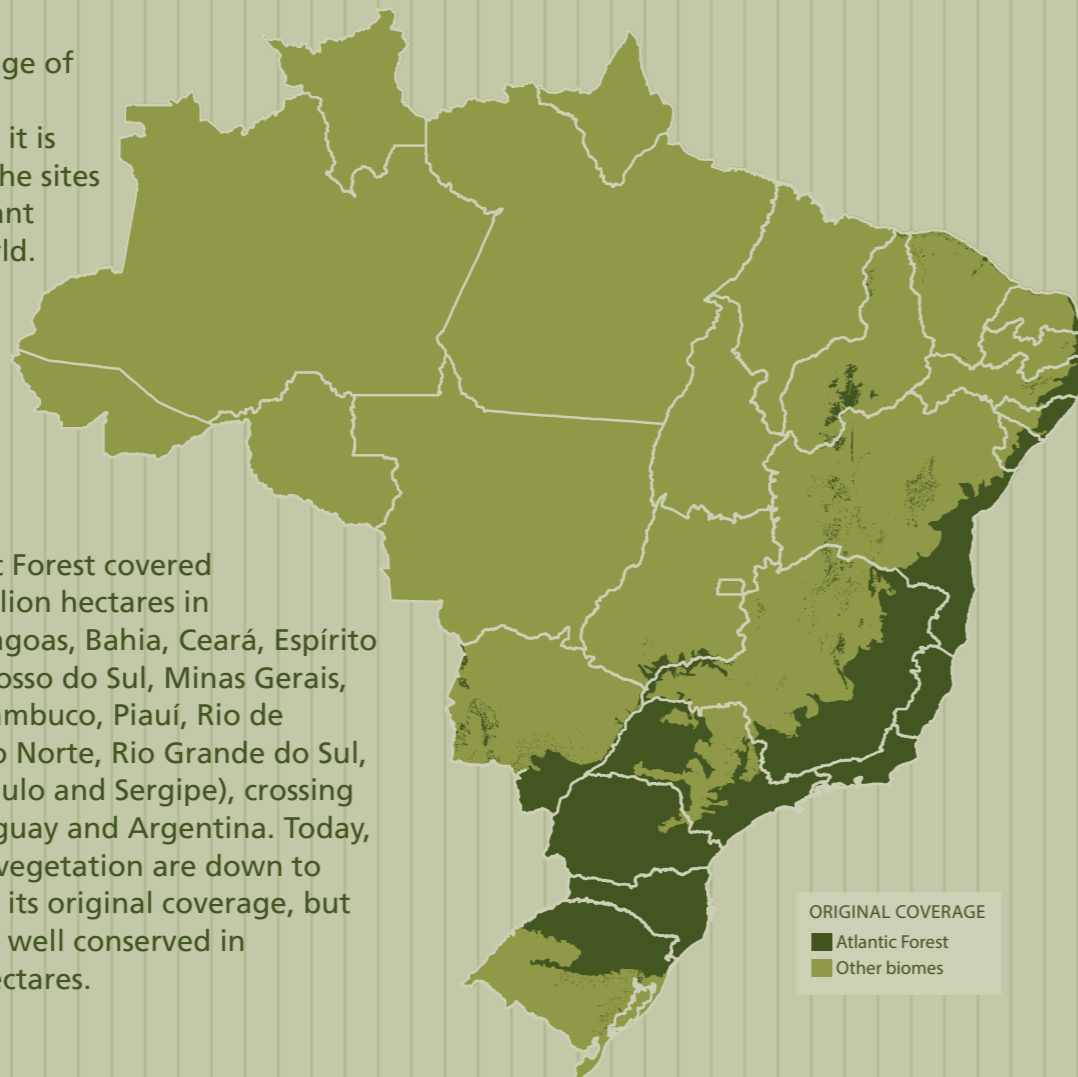 ge of
it is
he sites
ant
ld.
c Forest covered
lion hectares in
goas, Bahia, Ceará, Espírito
osso do Sul, Minas Gerais,
ambuco, Piauí, Rio de
o Norte, Rio Grande do Sul,
ulo and Sergipe), crossing
guay and Argentina. Today,
vegetation are down to
its original coverage, but
well conserved in
ectares.
ORIGINAL COVERAGE
Atlantic Forest
Other biomes